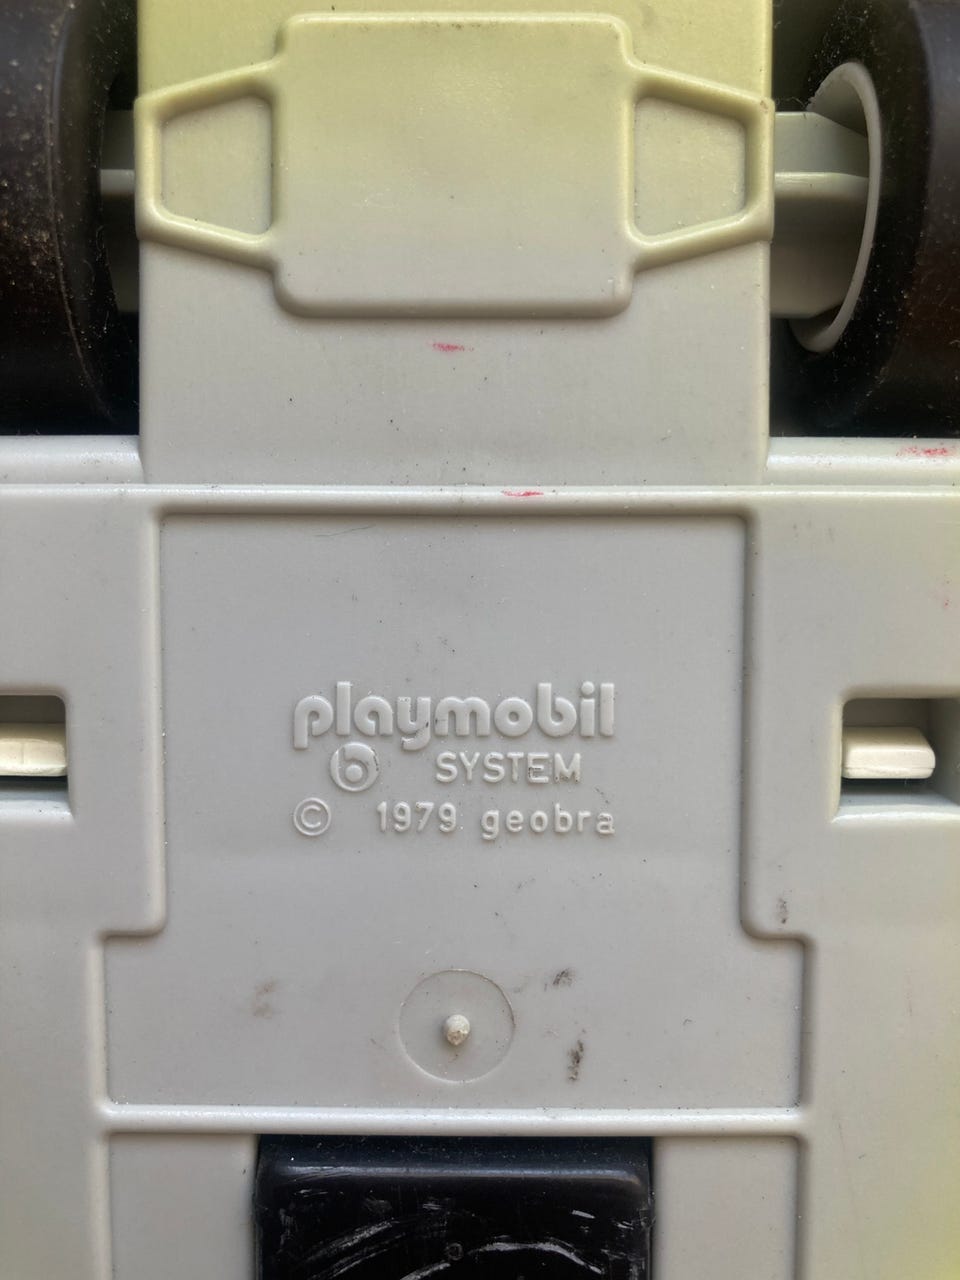 playmobil
b SYSTEM
© 1979 geobra